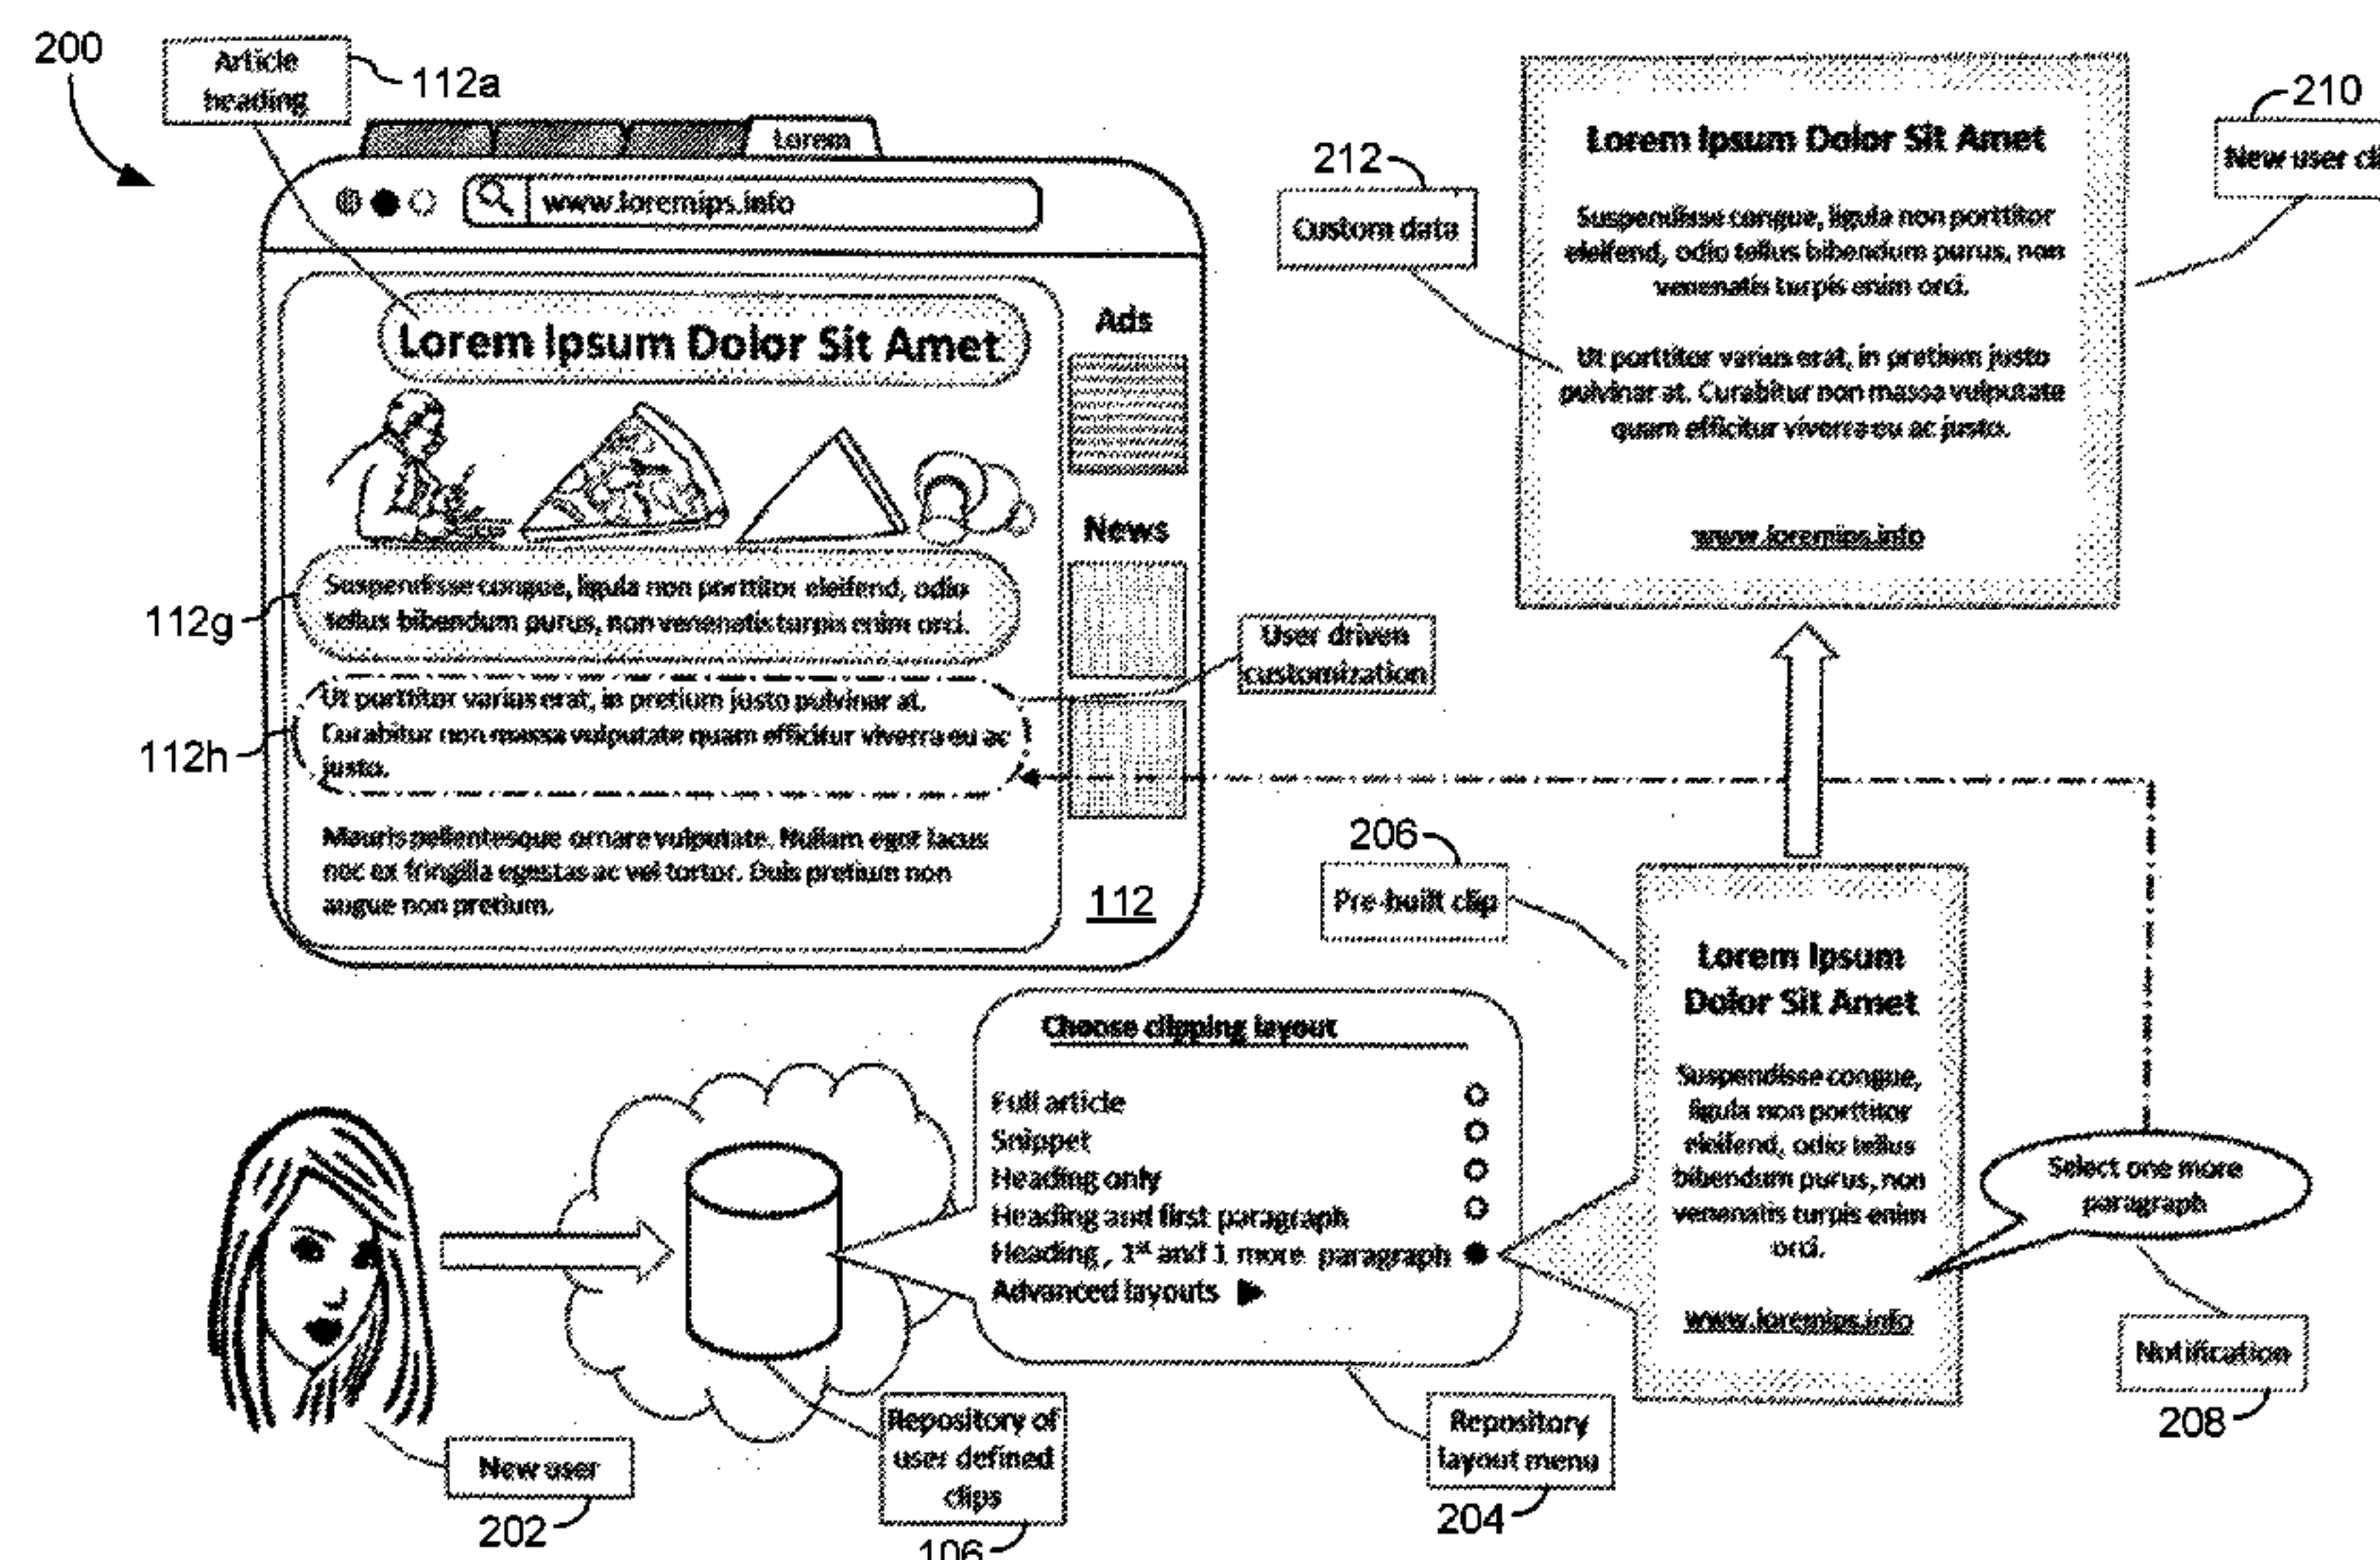 200
Article
heading
112a
Lorem
www.loremips.info
Lorem Ipsum Dolor Sit Amet
Ads
News
112g
Suspendisse congue, ligula non porttitor eleifend, odio
tellus bibendum purus, non venenatis turpis enim orci.
User driven
customization
112h
Ut porttitor varius erat, in pretium justo pulvinar at.
Curabitur non massa vulputate quam efficitur viverra eu ac
justo.
Mauris pellentesque ornare vulputate. Nullam eget lacus
nec ex fringilla egestas ac vel tortor. Duis pretium non
augue non pretium.
112
212
Custom data
210
New user cli
Lorem Ipsum Dolor Sit Amet
Suspendisse congue, ligula non porttitor
eleifend, odio tellus bibendum purus, non
venenatis turpis enim orci.
Ut porttitor varius erat, in pretium justo
pulvinar at. Curabitur non massa vulputate
quam efficitur viverra eu ac justo.
www.loremips.info
206
Pre-built clip
Lorem Ipsum
Dolor Sit Amet
Suspendisse congue,
ligula non porttitor
eleifend, odio tellus
bibendum purus, non
venenatis turpis enim
orci.
www.loremips.info
Select one more
paragraph
Notification
208
Choose clipping layout
Full article
Snippet
Heading only
Heading and first paragraph
Heading, 1st and 1 more paragraph
Advanced layouts
New user
202
Repository of
user defined
clips
106
Repository
layout menu
204